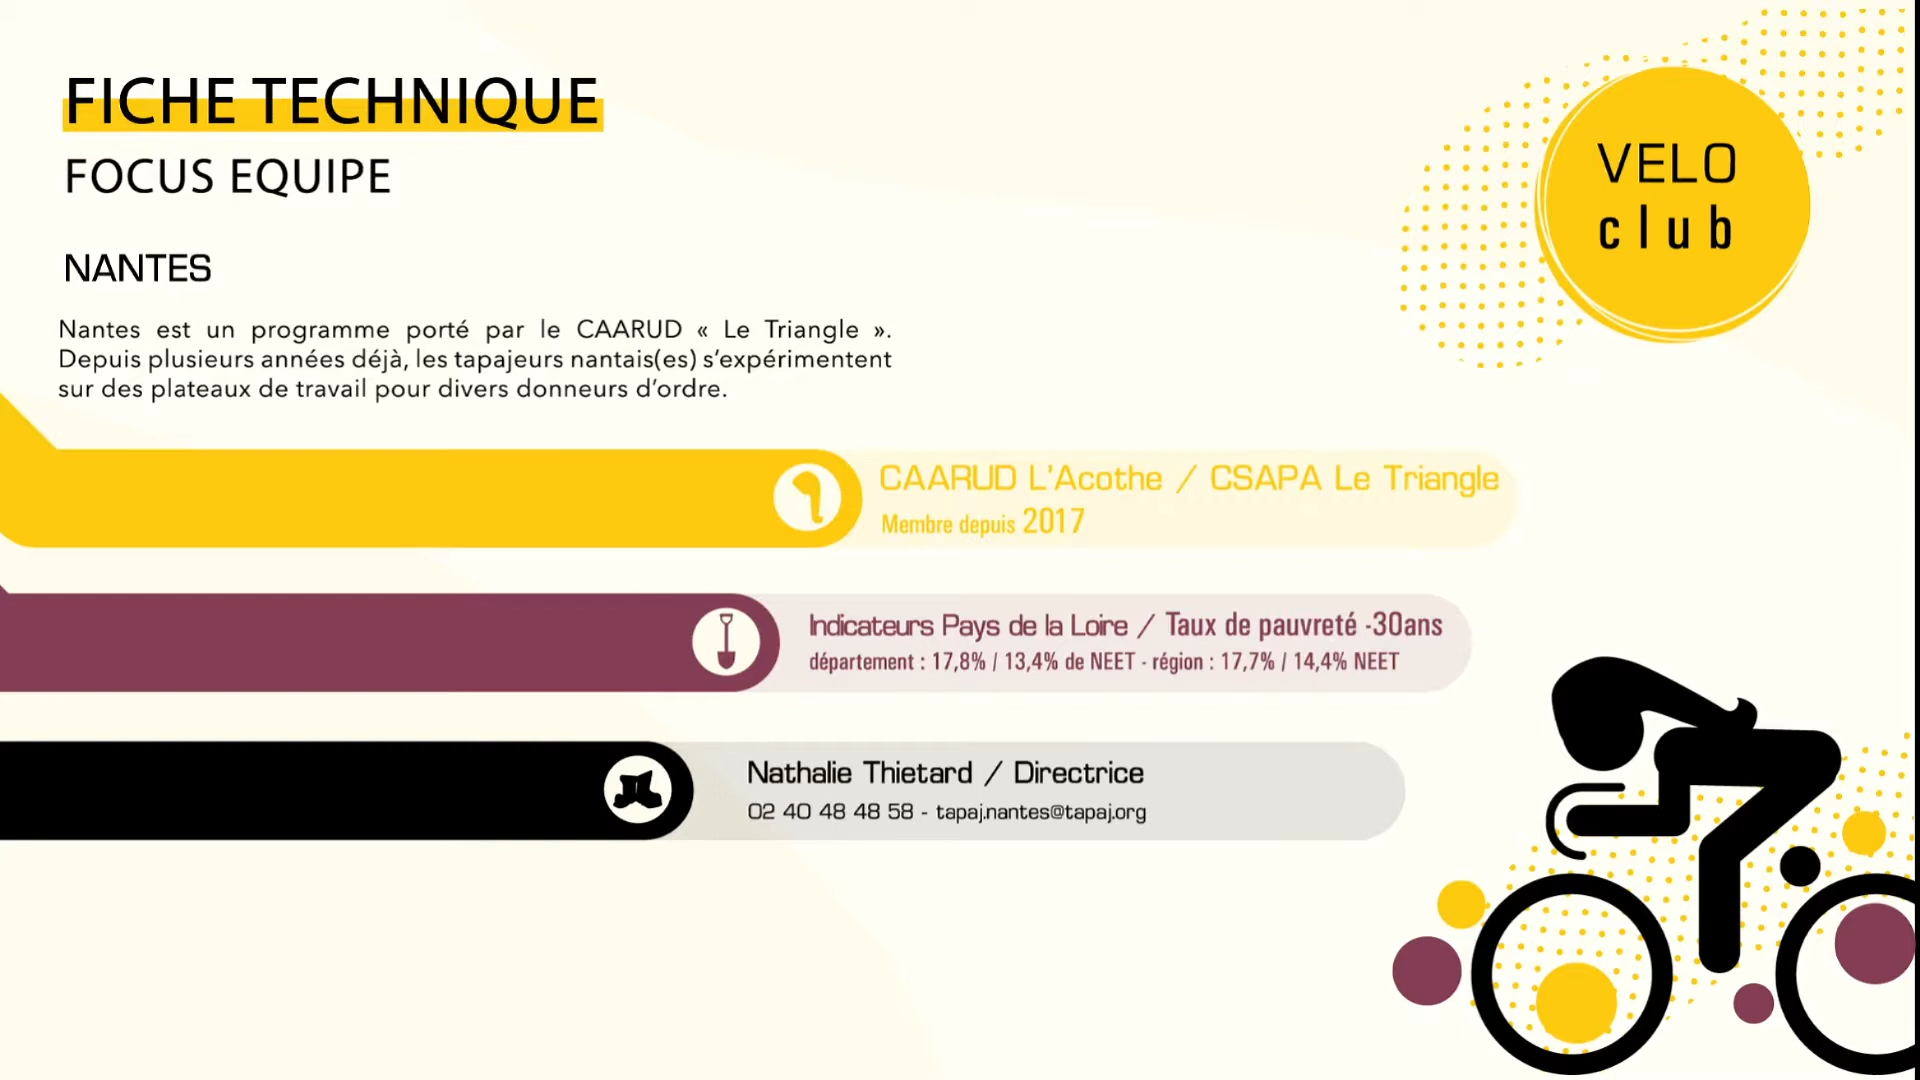 FICHE TECHNIQUE
FOCUS EQUIPE
VELO
club
NANTES
Nantes est un programme porté par le CAARUD « Le Triangle ».
Depuis plusieurs années déjà, les tapajeurs nantais(es) s’expérimentent
sur des plateaux de travail pour divers donneurs d’ordre.
CAARUD L'Acothe / CSAPA Le Triangle
Membre depuis 2017
Indicateurs Pays de la Loire / Taux de pauvreté -30ans
département : 17,8% / 13,4% de NEET - région : 17,7% / 14,4% NEET
Nathalie Thietard / Directrice
02 40 48 48 58 - tapaj.nantes@tapaj.org